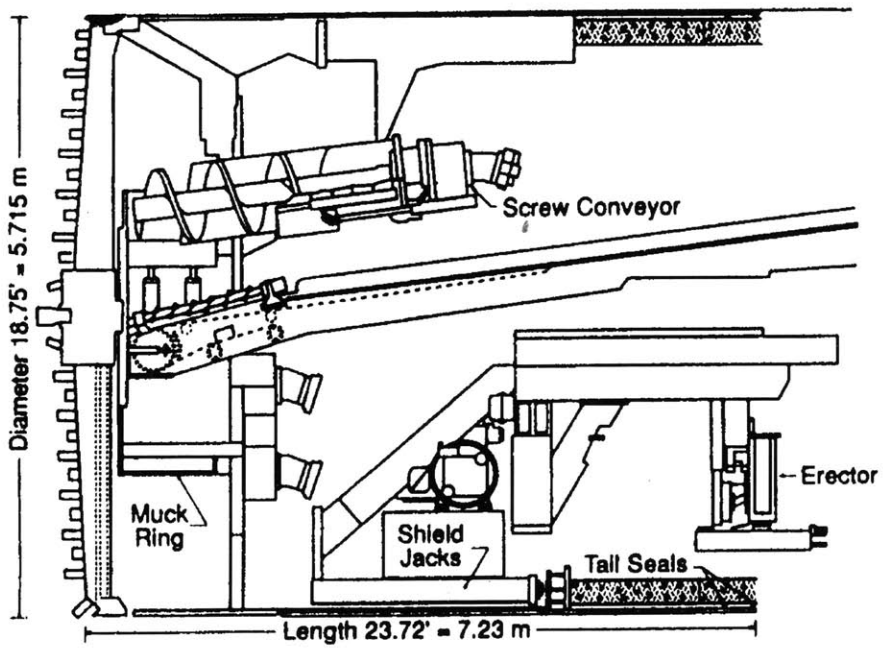 Diameter 18.75' = 5.715 m
Screw Conveyor
Muck
Ring
Shield
Jacks
Erector
Tail Seals
Length 23.72' = 7.23 m